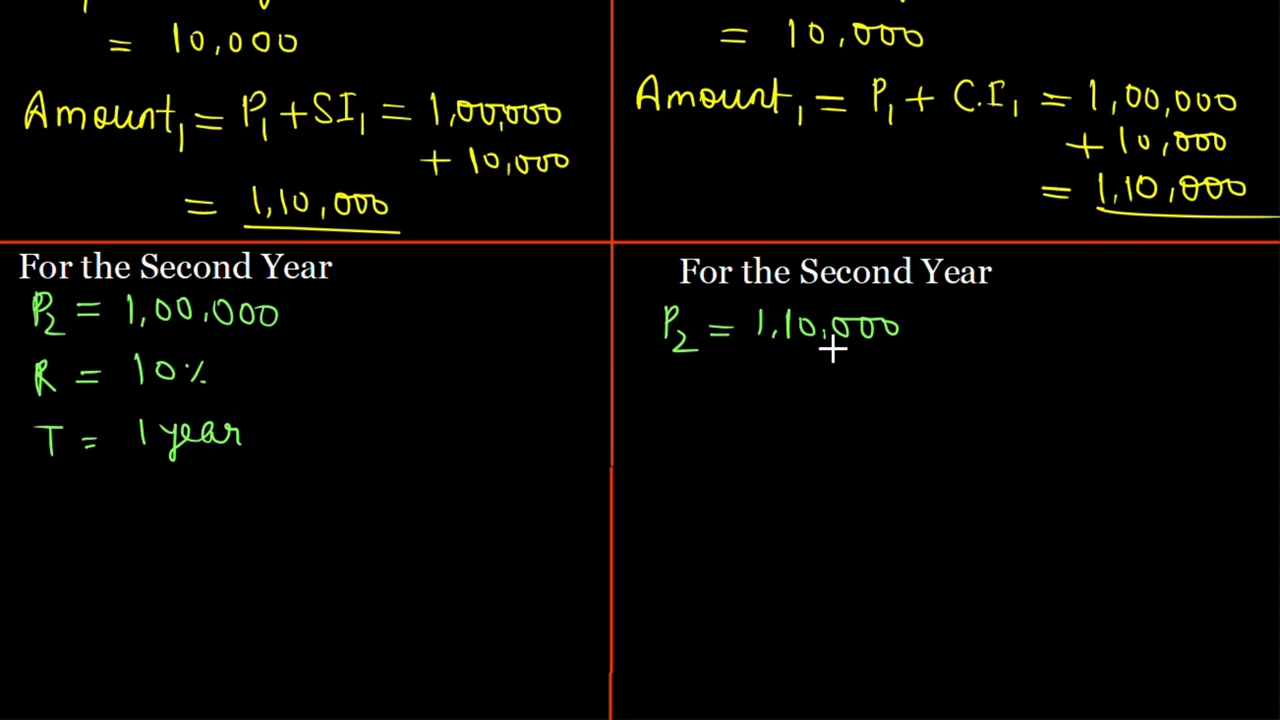 = 10,000
Amount₁ = P₁ + SI₁ = 1,00,000
+ 10,000
= 1,10,000
= 10,000
Amount₁ = P₁ + C.I₁ = 1,00,000
+ 10,000
= 1,10,000
For the Second Year
P₂ = 1,00,000
R = 10%
T = 1 year
For the Second Year
P₂ = 1,10,000